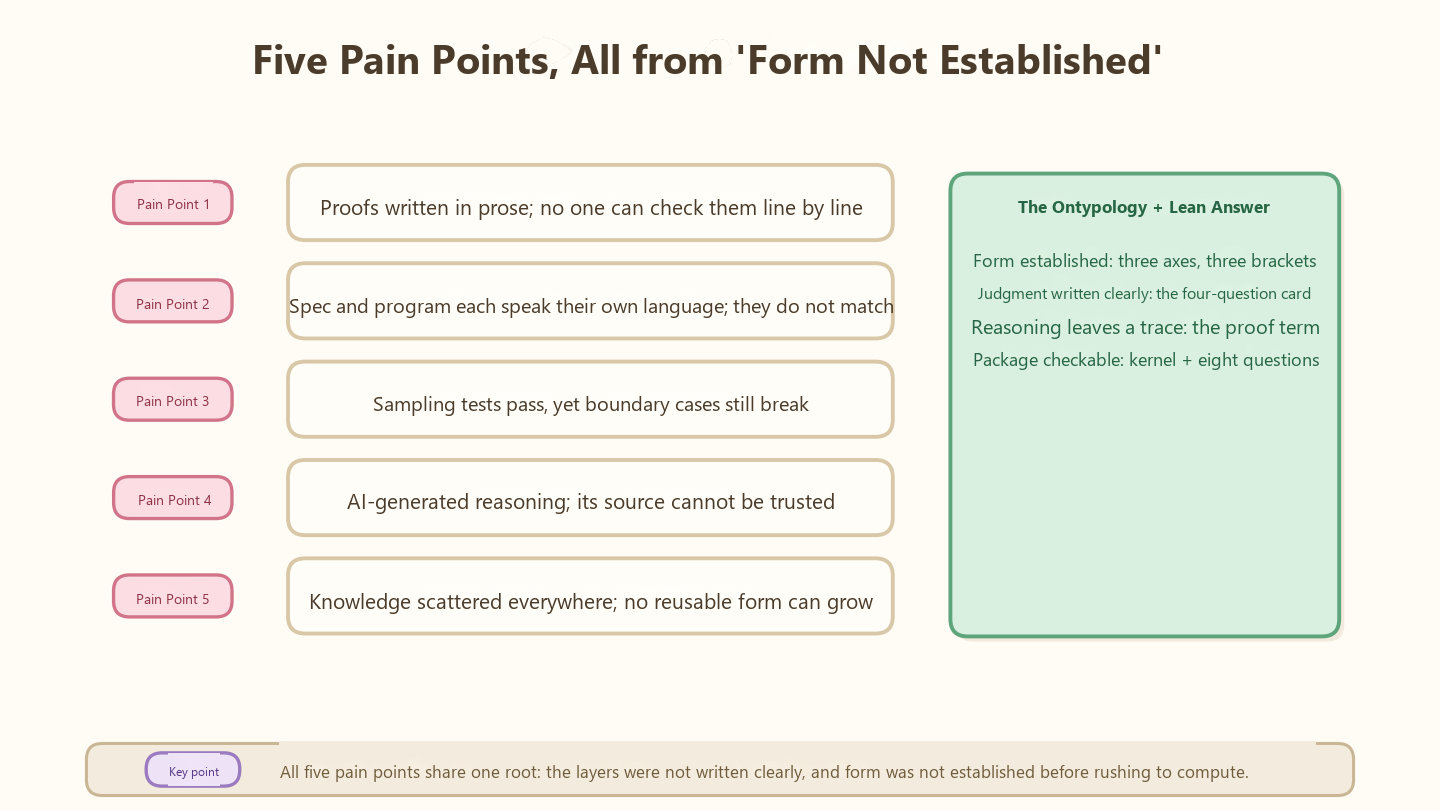 Five Pain Points, All from 'Form Not Established'
Pain Point 1
Proofs written in prose; no one can check them line by line
Pain Point 2
Spec and program each speak their own language; they do not match
Pain Point 3
Sampling tests pass, yet boundary cases still break
Pain Point 4
AI-generated reasoning; its source cannot be trusted
Pain Point 5
Knowledge scattered everywhere; no reusable form can grow
The Ontypology + Lean Answer
Form established: three axes, three brackets
Judgment written clearly: the four-question card
Reasoning leaves a trace: the proof term
Package checkable: kernel + eight questions
Key point
All five pain points share one root: the layers were not written clearly, and form was not established before rushing to compute.